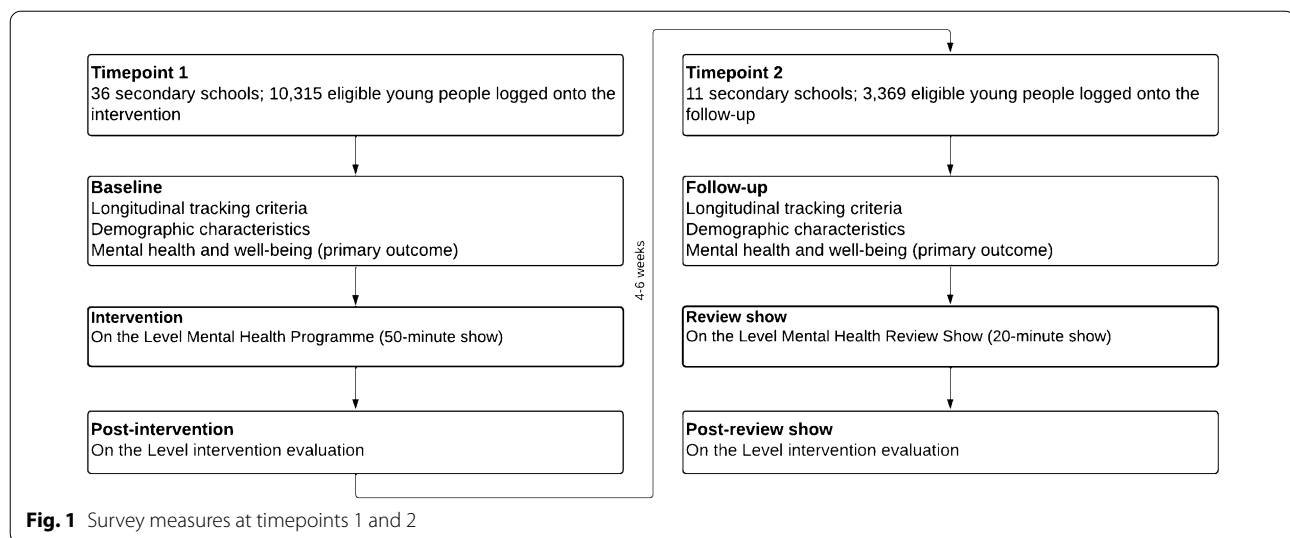 Timepoint 1
36 secondary schools; 10,315 eligible young people logged onto the
intervention
Baseline
Longitudinal tracking criteria
Demographic characteristics
Mental health and well-being (primary outcome)
Intervention
On the Level Mental Health Programme (50-minute show)
Post-intervention
On the Level intervention evaluation
4-6 weeks
Timepoint 2
11 secondary schools; 3,369 eligible young people logged onto the
follow-up
Follow-up
Longitudinal tracking criteria
Demographic characteristics
Mental health and well-being (primary outcome)
Review show
On the Level Mental Health Review Show (20-minute show)
Post-review show
On the Level intervention evaluation
Fig. 1 Survey measures at timepoints 1 and 2